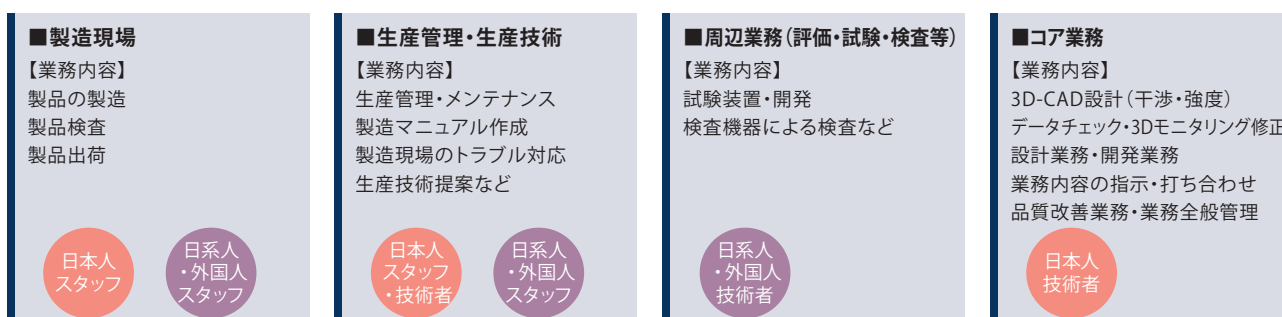 ■製造現場
【業務内容】
製品の製造
製品検査
製品出荷
日本人
スタッフ
日系人
・外国人
スタッフ
■生産管理・生産技術
【業務内容】
生産管理・メンテナンス
製造マニュアル作成
製造現場のトラブル対応
生産技術提案など
日本人
スタッフ
・技術者
日系人
・外国人
スタッフ
■周辺業務（評価・試験・検査等）
【業務内容】
試験装置・開発
検査機器による検査など
日系人
・外国人
技術者
■コア業務
【業務内容】
3D-CAD設計（干渉・強度）
データチェック・3Dモニタリング修正
設計業務・開発業務
業務内容の指示・打ち合わせ
品質改善業務・業務全般管理
日本人
技術者